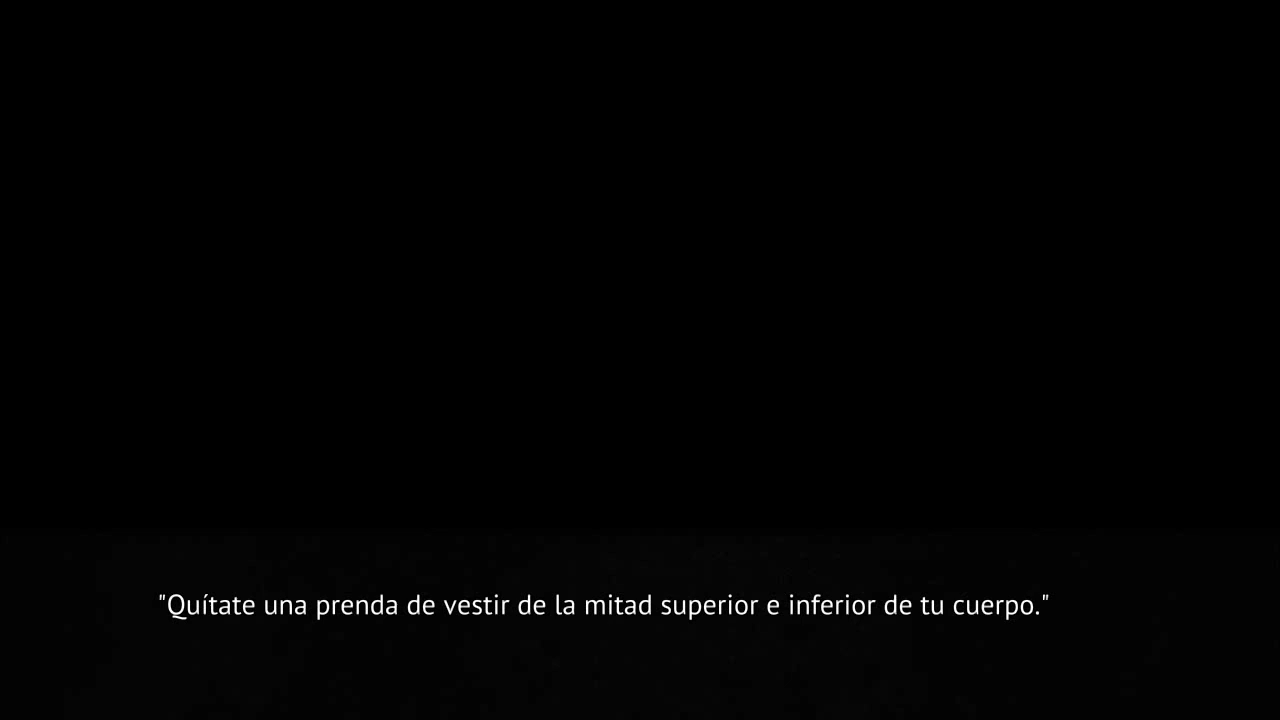 "Quítate una prenda de vestir de la mitad superior e inferior de tu cuerpo."